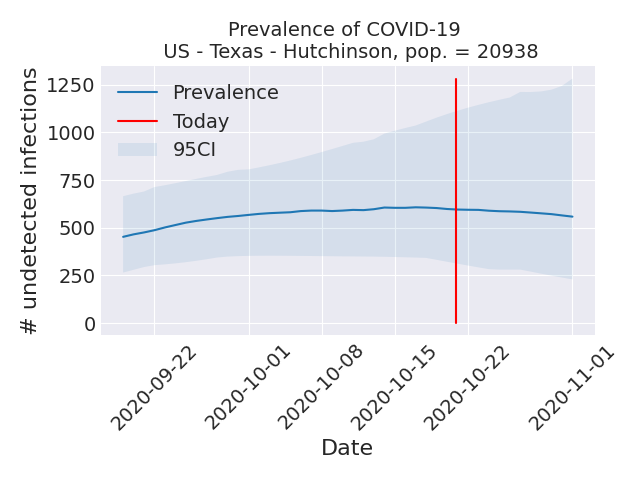 Prevalence of COVID-19
US - Texas - Hutchinson, pop. = 20938
# undetected infections
1250
1000
750
500
250
0
Prevalence
Today
95CI
2020-09-22
2020-10-01
2020-10-08
2020-10-15
2020-10-22
2020-11-01
Date